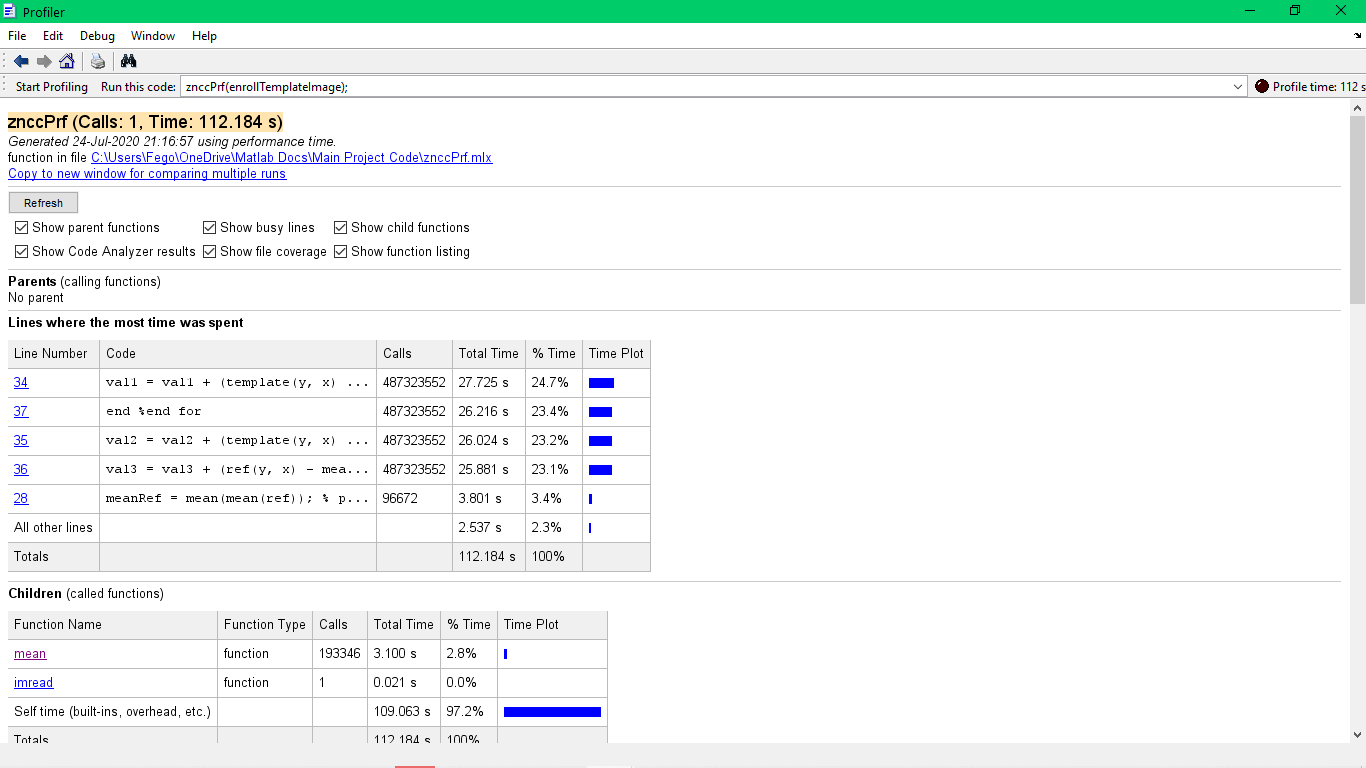 Profiler
File Edit Debug Window Help
Start Profiling Run this code: znccPrf(enrollTemplateImage); Profile time: 112 s
znccPrf (Calls: 1, Time: 112.184 s)
Generated 24-Jul-2020 21:16:57 using performance time.
function in file C:\Users\Fego\OneDrive\Matlab Docs\Main Project Code\znccPrf.mlx
Copy to new window for comparing multiple runs
Refresh
Show parent functions Show busy lines Show child functions
Show Code Analyzer results Show file coverage Show function listing
Parents (calling functions)
No parent
Lines where the most time was spent
Line Number Code Calls Total Time % Time Time Plot
34 val1 = val1 + (template(y, x) ... 487323552 27.725 s 24.7%
37 end %end for 487323552 26.216 s 23.4%
35 val2 = val2 + (template(y, x) ... 487323552 26.024 s 23.2%
36 val3 = val3 + (ref(y, x) - mea... 487323552 25.881 s 23.1%
28 meanRef = mean(mean(ref)); % p... 96672 3.801 s 3.4%
All other lines 2.537 s 2.3%
Totals 112.184 s 100%
Children (called functions)
Function Name Function Type Calls Total Time % Time Time Plot
mean function 193346 3.100 s 2.8%
imread function 1 0.021 s 0.0%
Self time (built-ins, overhead, etc.) 109.063 s 97.2%
Totals 112.184 s 100%